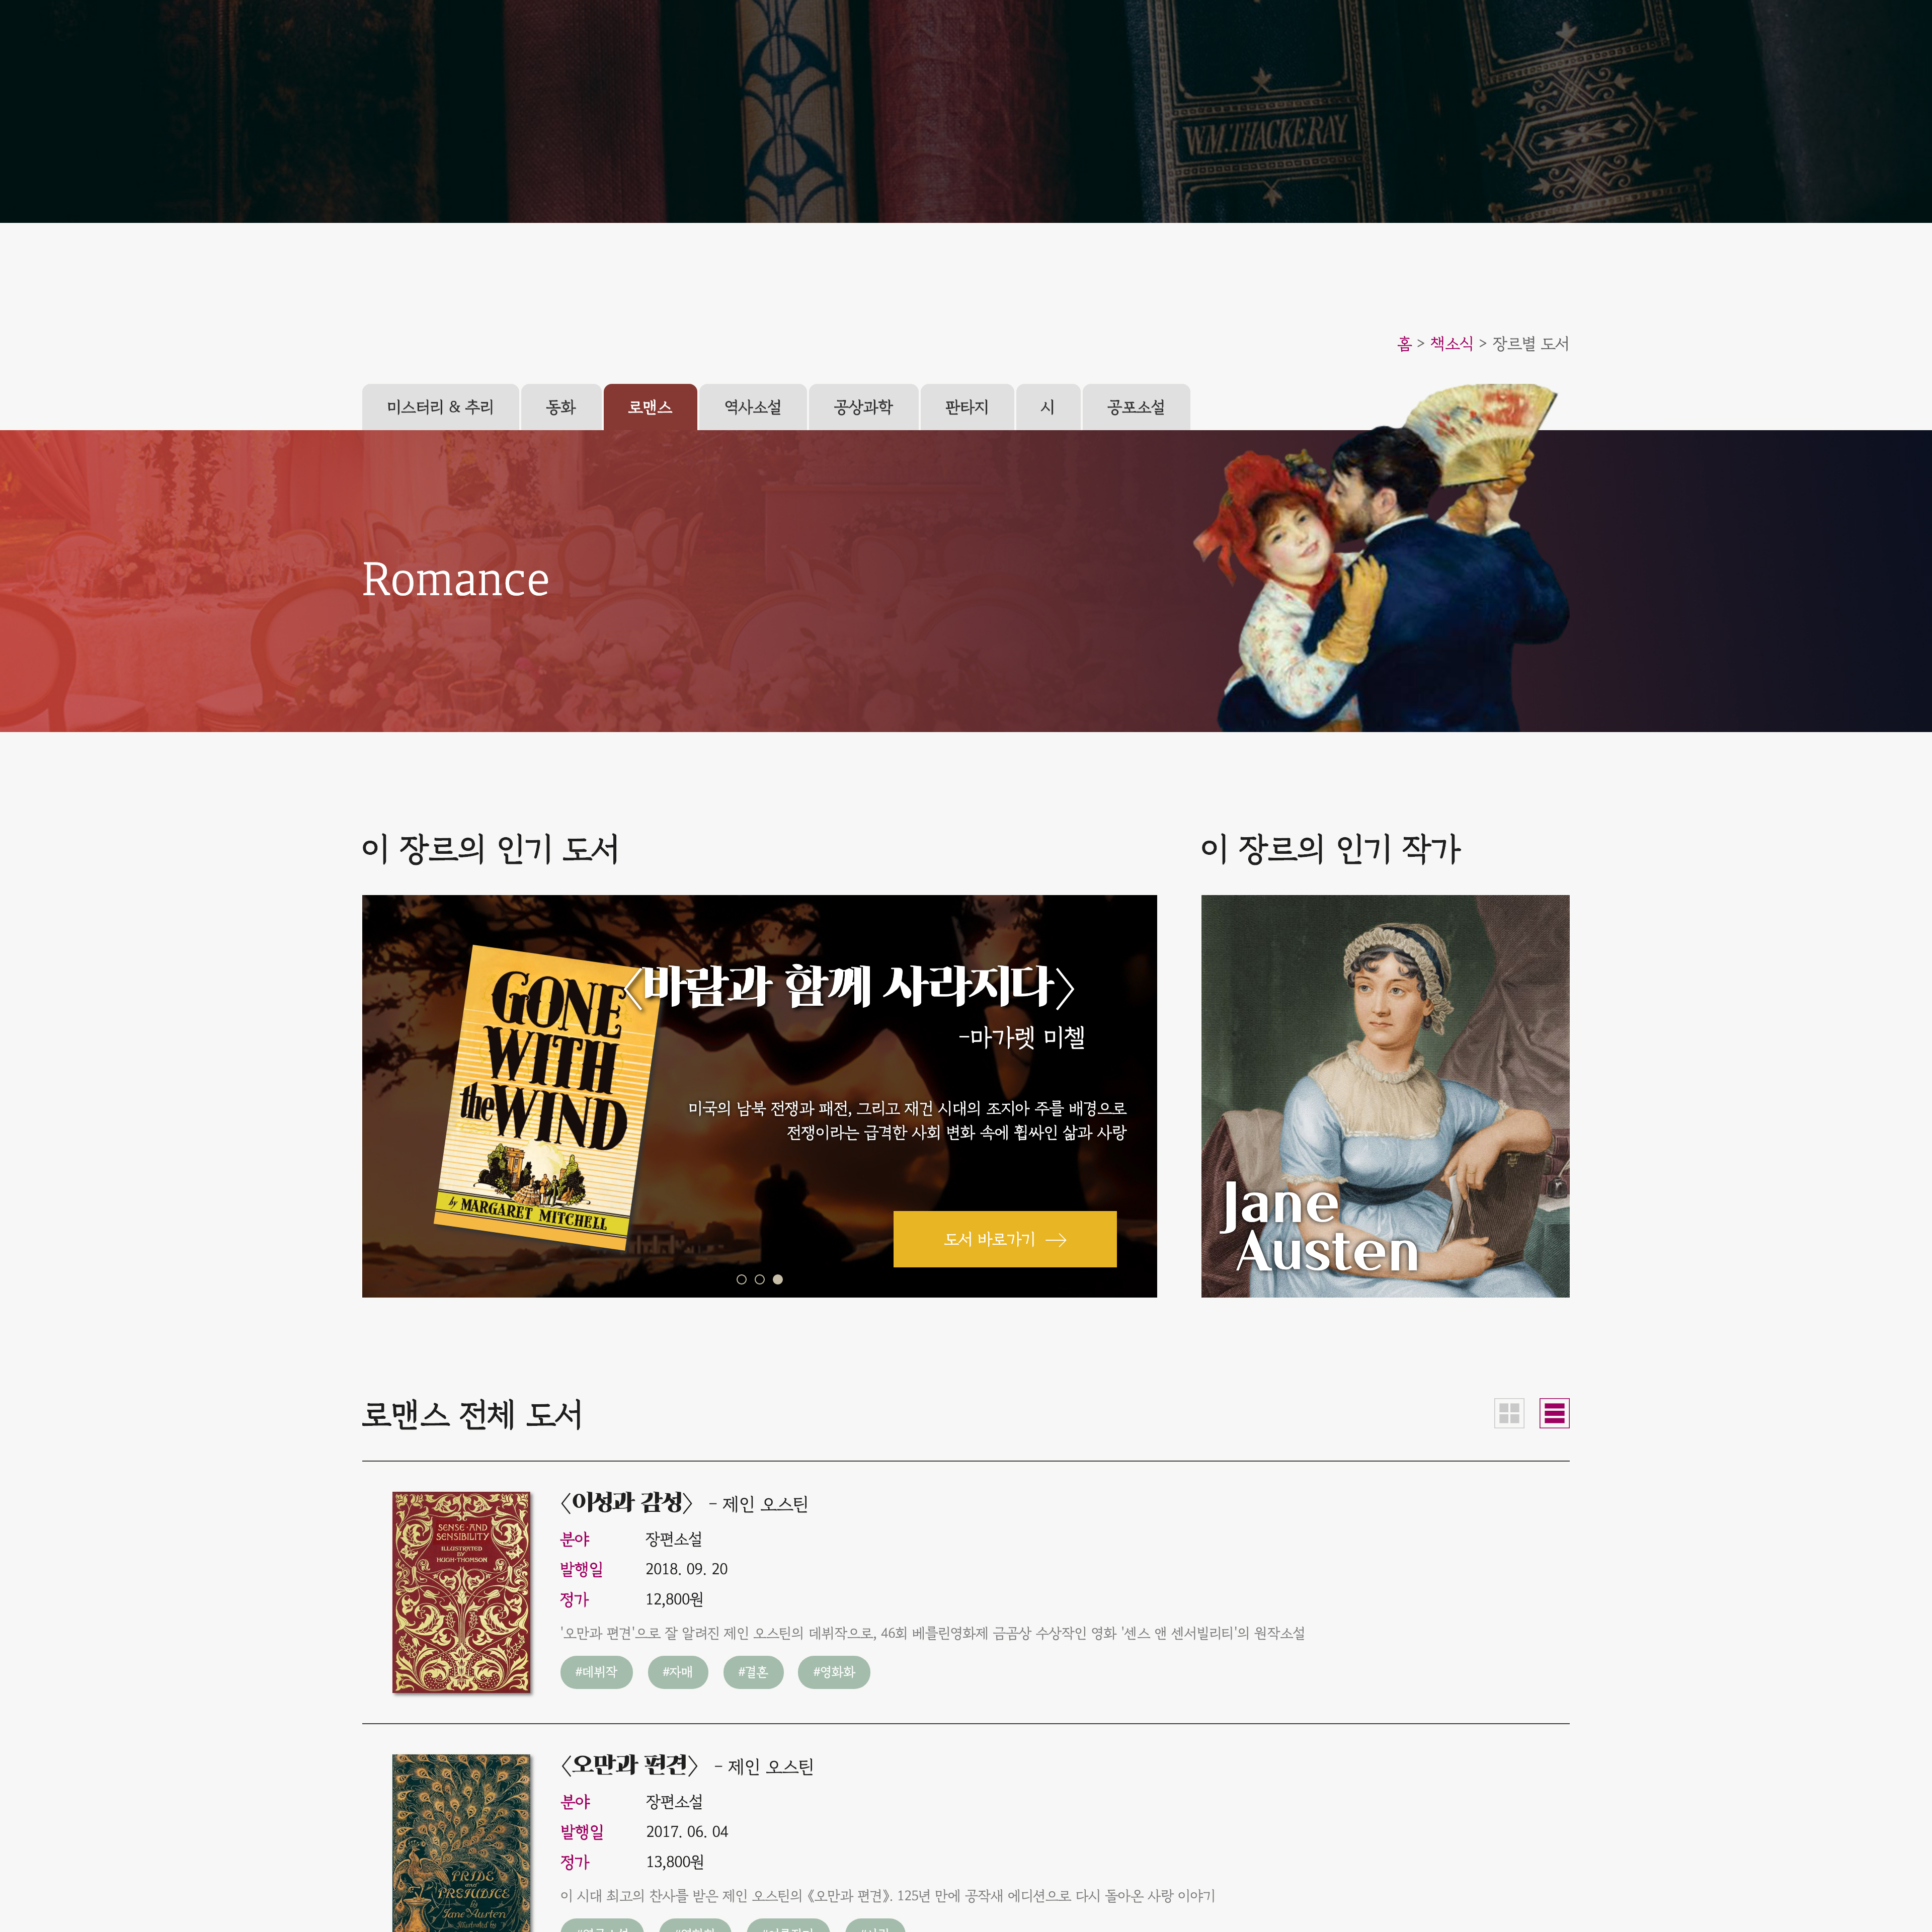 W.M.THACKERAY
홈 > 책소식 > 장르별 도서
미스터리 & 추리
동화
로맨스
역사소설
공상과학
판타지
시
공포소설
Romance
이 장르의 인기 도서
이 장르의 인기 작가
GONE
WITH
the WIND
by MARGARET MITCHELL
〈바람과 함께 사라지다〉
-마가렛 미첼
미국의 남북 전쟁과 패전, 그리고 재건 시대의 조지아 주를 배경으로
전쟁이라는 급격한 사회 변화 속에 휩싸인 삶과 사랑
도서 바로가기
Jane
Austen
로맨스 전체 도서
SENSE·AND
SENSIBILITY
ILLUSTRATED
BY
HUGH·THOMSON
〈이성과 감성〉 - 제인 오스틴
분야 장편소설
발행일 2018. 09. 20
정가 12,800원
'오만과 편견'으로 잘 알려진 제인 오스틴의 데뷔작으로, 46회 베를린영화제 금곰상 수상작인 영화 '센스 앤 센서빌리티'의 원작소설
#데뷔작
#자매
#결혼
#영화화
PRIDE
and
PREJUDICE
by
Jane Austen
Illustrated by
〈오만과 편견〉 - 제인 오스틴
분야 장편소설
발행일 2017. 06. 04
정가 13,800원
이 시대 최고의 찬사를 받은 제인 오스틴의 《오만과 편견》. 125년 만에 공작새 에디션으로 다시 돌아온 사랑 이야기